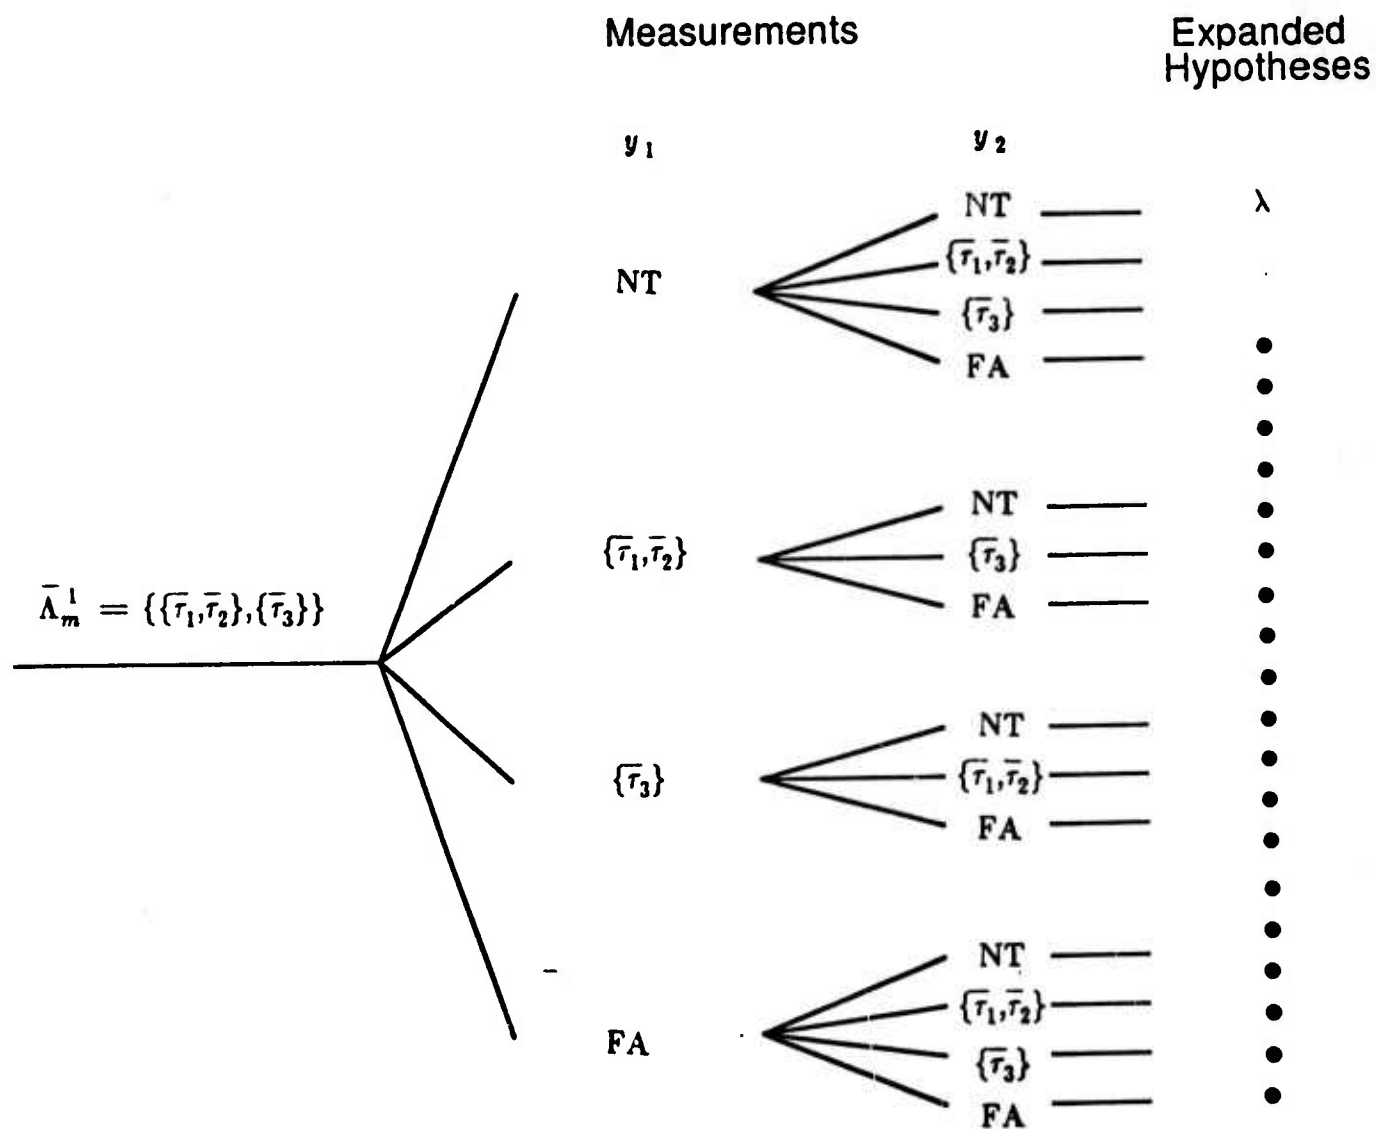 Measurements
Expanded
Hypotheses
y₁
y₂
NT
λ
{τ̄₁,τ̄₂}
NT
{τ̄₃}
FA
NT
{τ̄₁,τ̄₂}
{τ̄₃}
FA
Λ̄ₘ¹ = {{τ̄₁,τ̄₂},{τ̄₃}}
NT
{τ̄₃}
{τ̄₁,τ̄₂}
FA
NT
{τ̄₁,τ̄₂}
FA
{τ̄₃}
FA